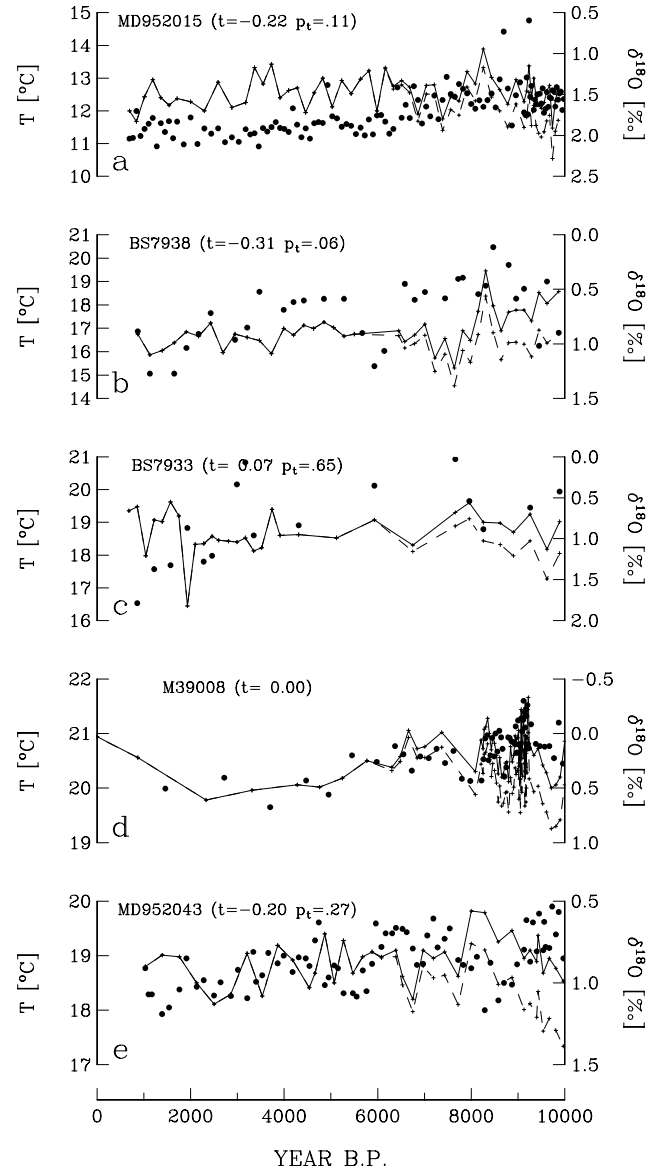 MD952015 (t=−0.22 pt=.11)
15
14
13
12
11
10
T [°C]
0.5
1.0
1.5
2.0
2.5
δ18O [‰]
a
BS7938 (t=−0.31 pt=.06)
21
20
19
18
17
16
15
14
T [°C]
0.0
0.5
1.0
1.5
δ18O [‰]
b
BS7933 (t= 0.07 pt=.65)
21
20
19
18
17
16
T [°C]
0.0
0.5
1.0
1.5
2.0
δ18O [‰]
c
M39008 (t= 0.00)
22
21
20
19
T [°C]
−0.5
0.0
0.5
1.0
δ18O [‰]
d
MD952043 (t=−0.20 pt=.27)
20
19
18
17
T [°C]
0.5
1.0
1.5
δ18O [‰]
e
0 2000 4000 6000 8000 10000
YEAR B.P.